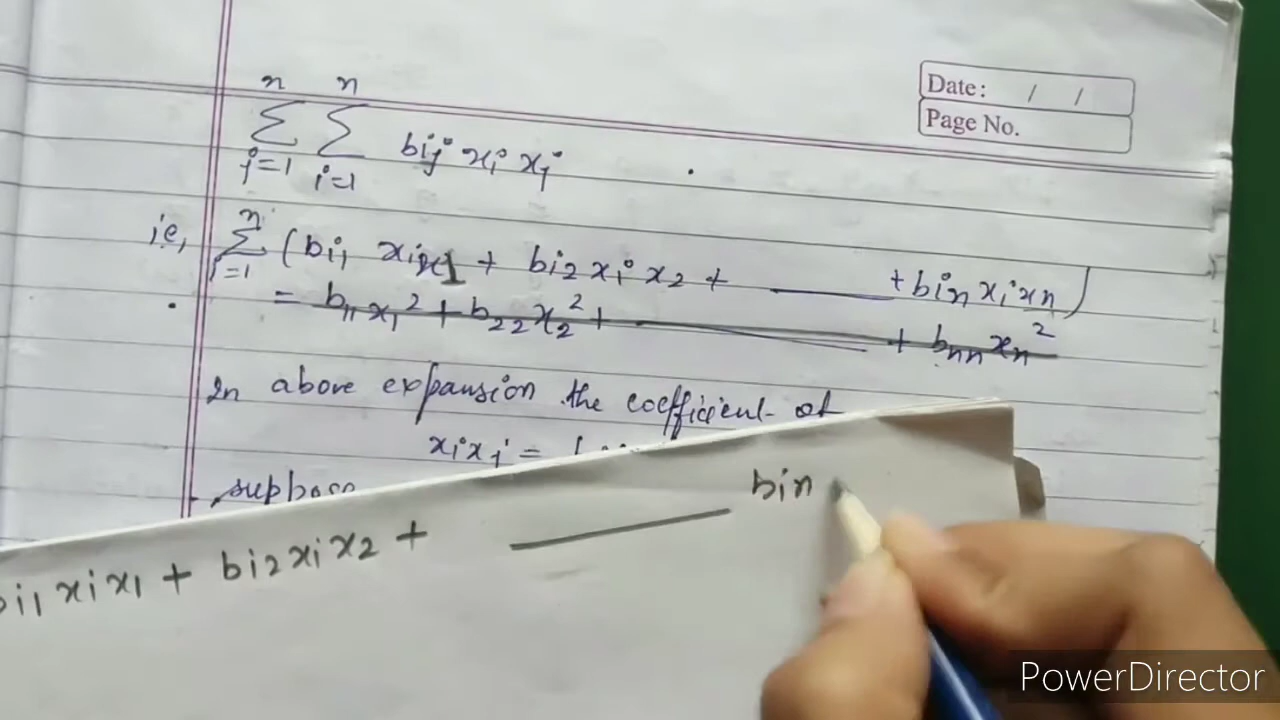 Date: / /
Page No.
n n
Σ Σ bij xi xj
j=1 i=1
n
i.e, Σ (bi1 xix1 + bi2 xi x2 + ——— + bin xi xn)
i=1
= b11 x1² + b22 x2² + ——— + bnn xn²
In above expansion the coefficient of
xi xj =
suppose
bi1 xi x1 + bi2 xi x2 + ——— bin
PowerDirector